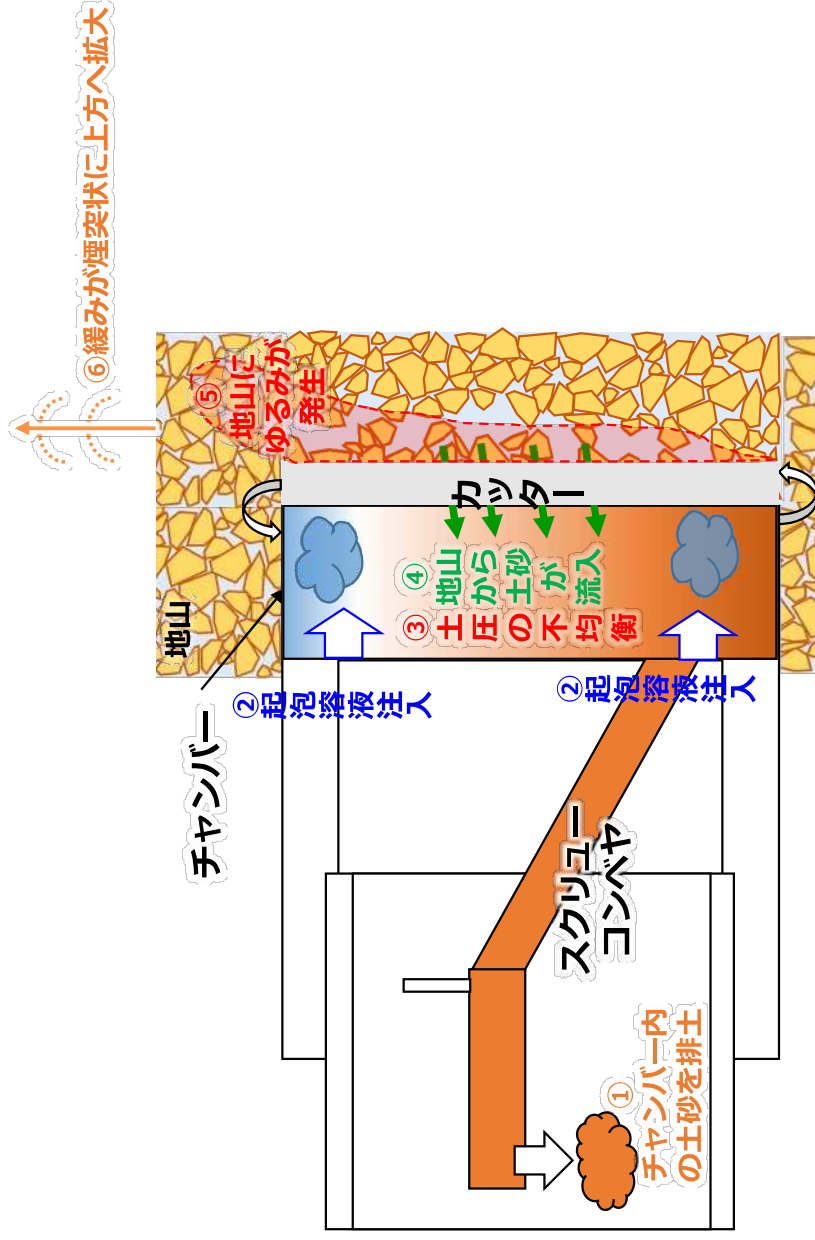 ⑥緩みが煙突状に上方へ拡大
⑤
地山に
ゆるみが
発生
地山
カッター
チャンバー
②起泡溶液注入
④
地山
から
土砂
が
流入
③土圧の不均衡
②起泡溶液注入
スクリュー
コンベヤ
①
チャンバー内
の土砂を排土